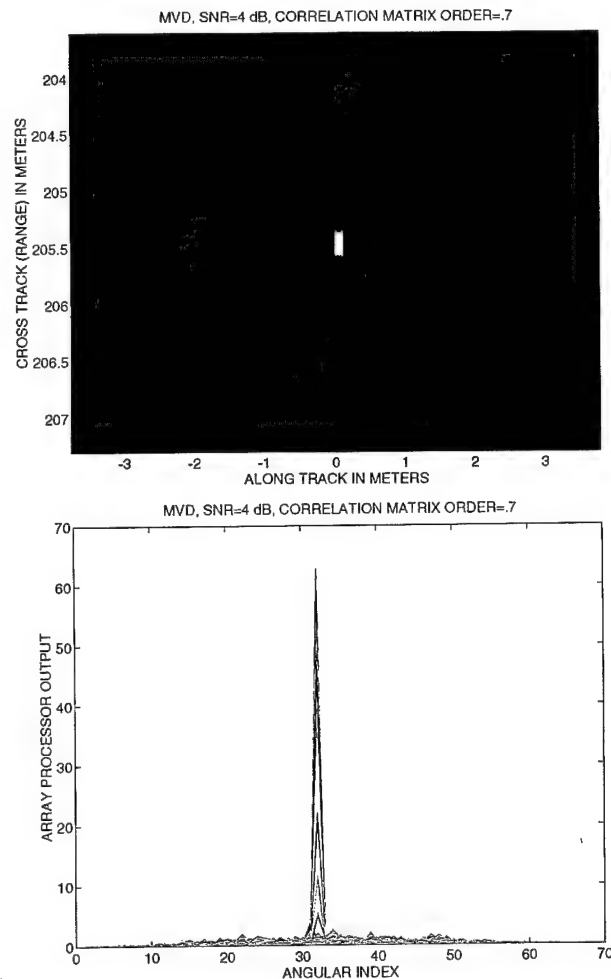 MVD, SNR=4 dB, CORRELATION MATRIX ORDER=.7
CROSS TRACK (RANGE) IN METERS
204
204.5
205
205.5
206
206.5
207
-3 -2 -1 0 1 2 3
ALONG TRACK IN METERS
MVD, SNR=4 dB, CORRELATION MATRIX ORDER=.7
ARRAY PROCESSOR OUTPUT
70
60
50
40
30
20
10
0
0 10 20 30 40 50 60 70
ANGULAR INDEX